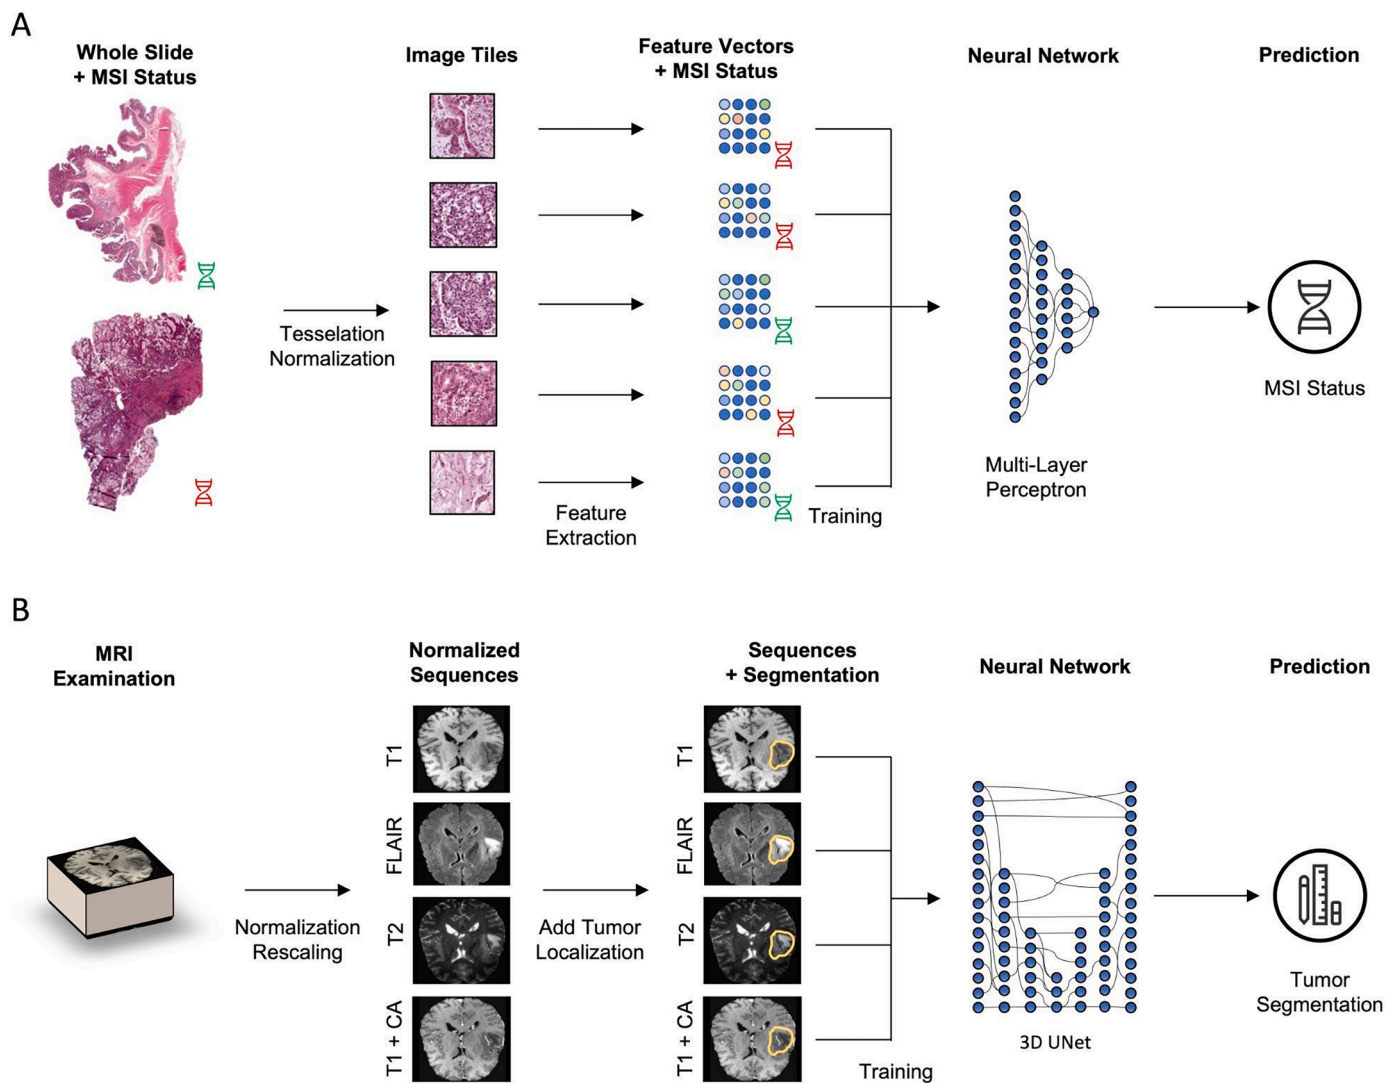 A
Whole Slide
+ MSI Status
Image Tiles
Feature Vectors
+ MSI Status
Neural Network
Prediction
Tesselation
Normalization
Feature
Extraction
Training
Multi-Layer
Perceptron
MSI Status
B
MRI
Examination
Normalized
Sequences
Sequences
+ Segmentation
Neural Network
Prediction
T1
FLAIR
T2
T1 + CA
T1
FLAIR
T2
T1 + CA
Normalization
Rescaling
Add Tumor
Localization
Training
3D UNet
Tumor
Segmentation